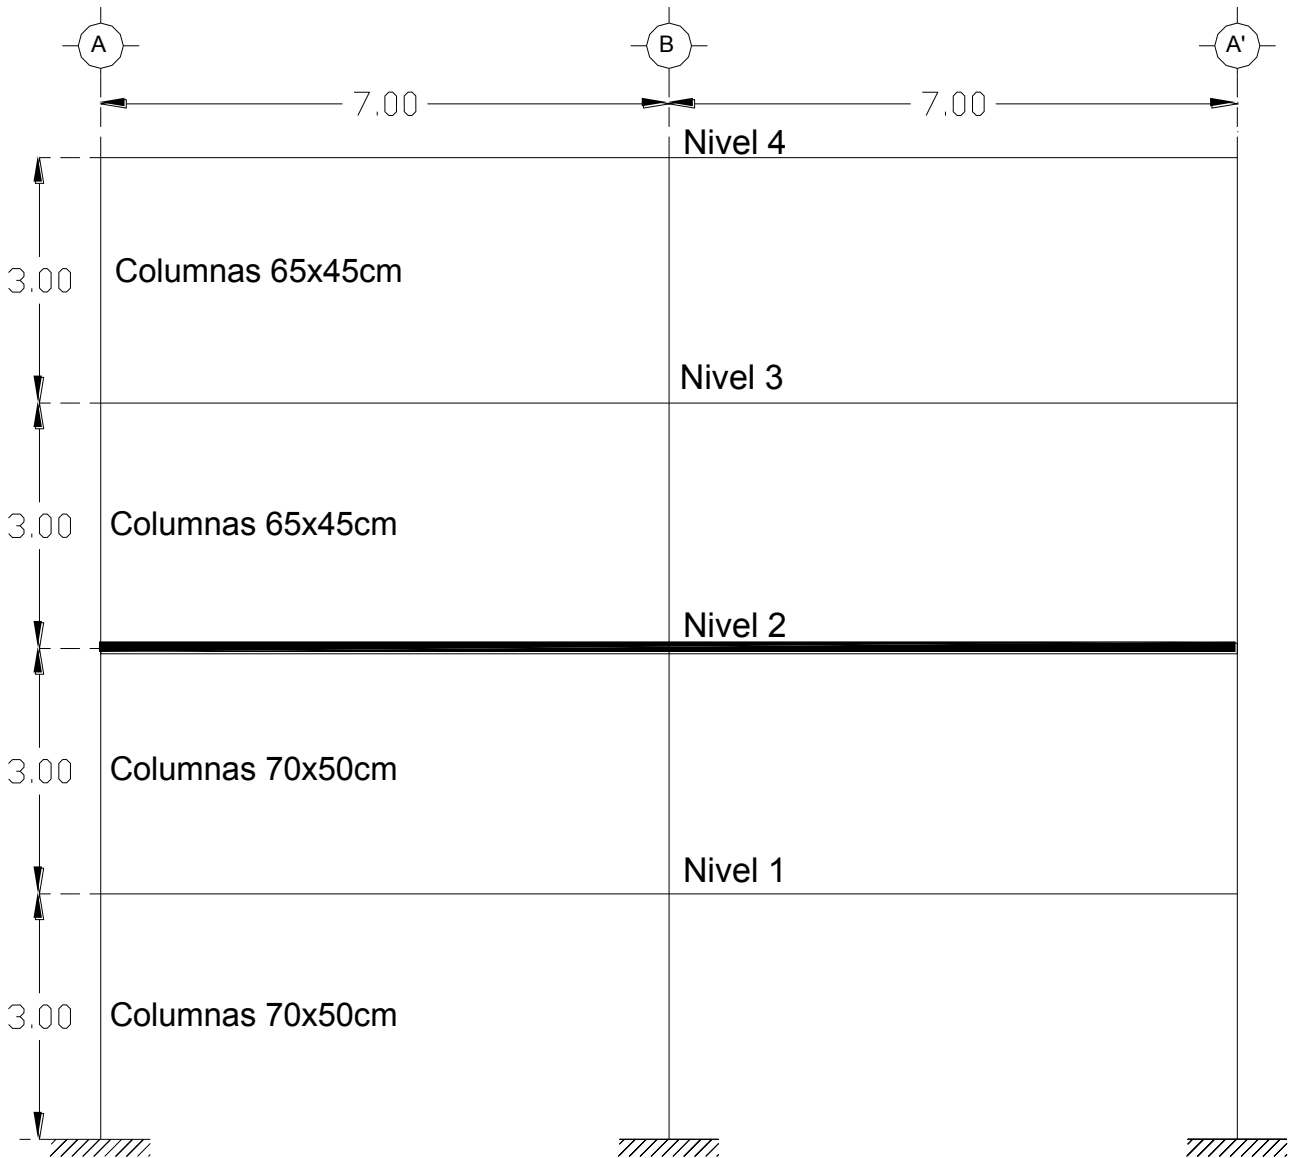 A B A'
7.00 7.00
Nivel 4
3.00 Columnas 65x45cm
Nivel 3
3.00 Columnas 65x45cm
Nivel 2
3.00 Columnas 70x50cm
Nivel 1
3.00 Columnas 70x50cm